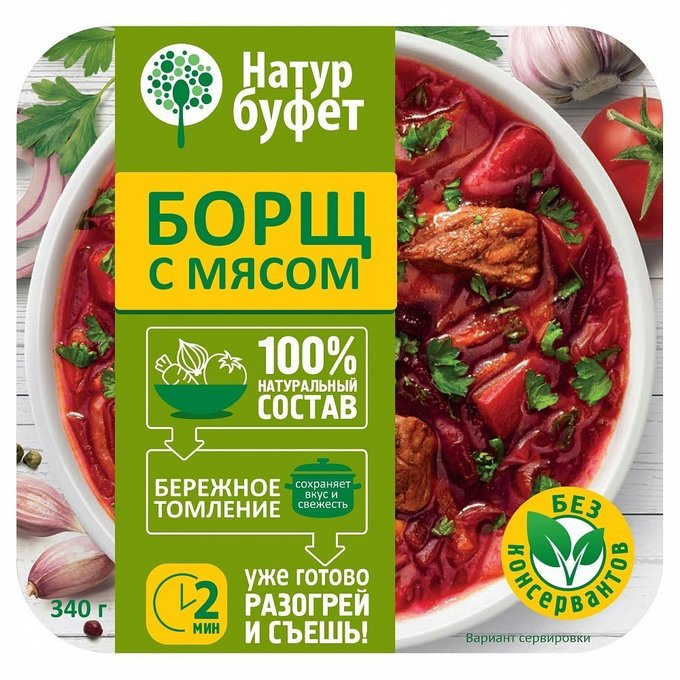 Натур
буфет
БОРЩ
С МЯСОМ
100%
НАТУРАЛЬНЫЙ
СОСТАВ
БЕРЕЖНОЕ
ТОМЛЕНИЕ
сохраняет
вкус и
свежесть
2
МИН
уже готово
РАЗОГРЕЙ
И СЪЕШЬ!
340 г
БЕЗ
КОНСЕРВАНТОВ
Вариант сервировки